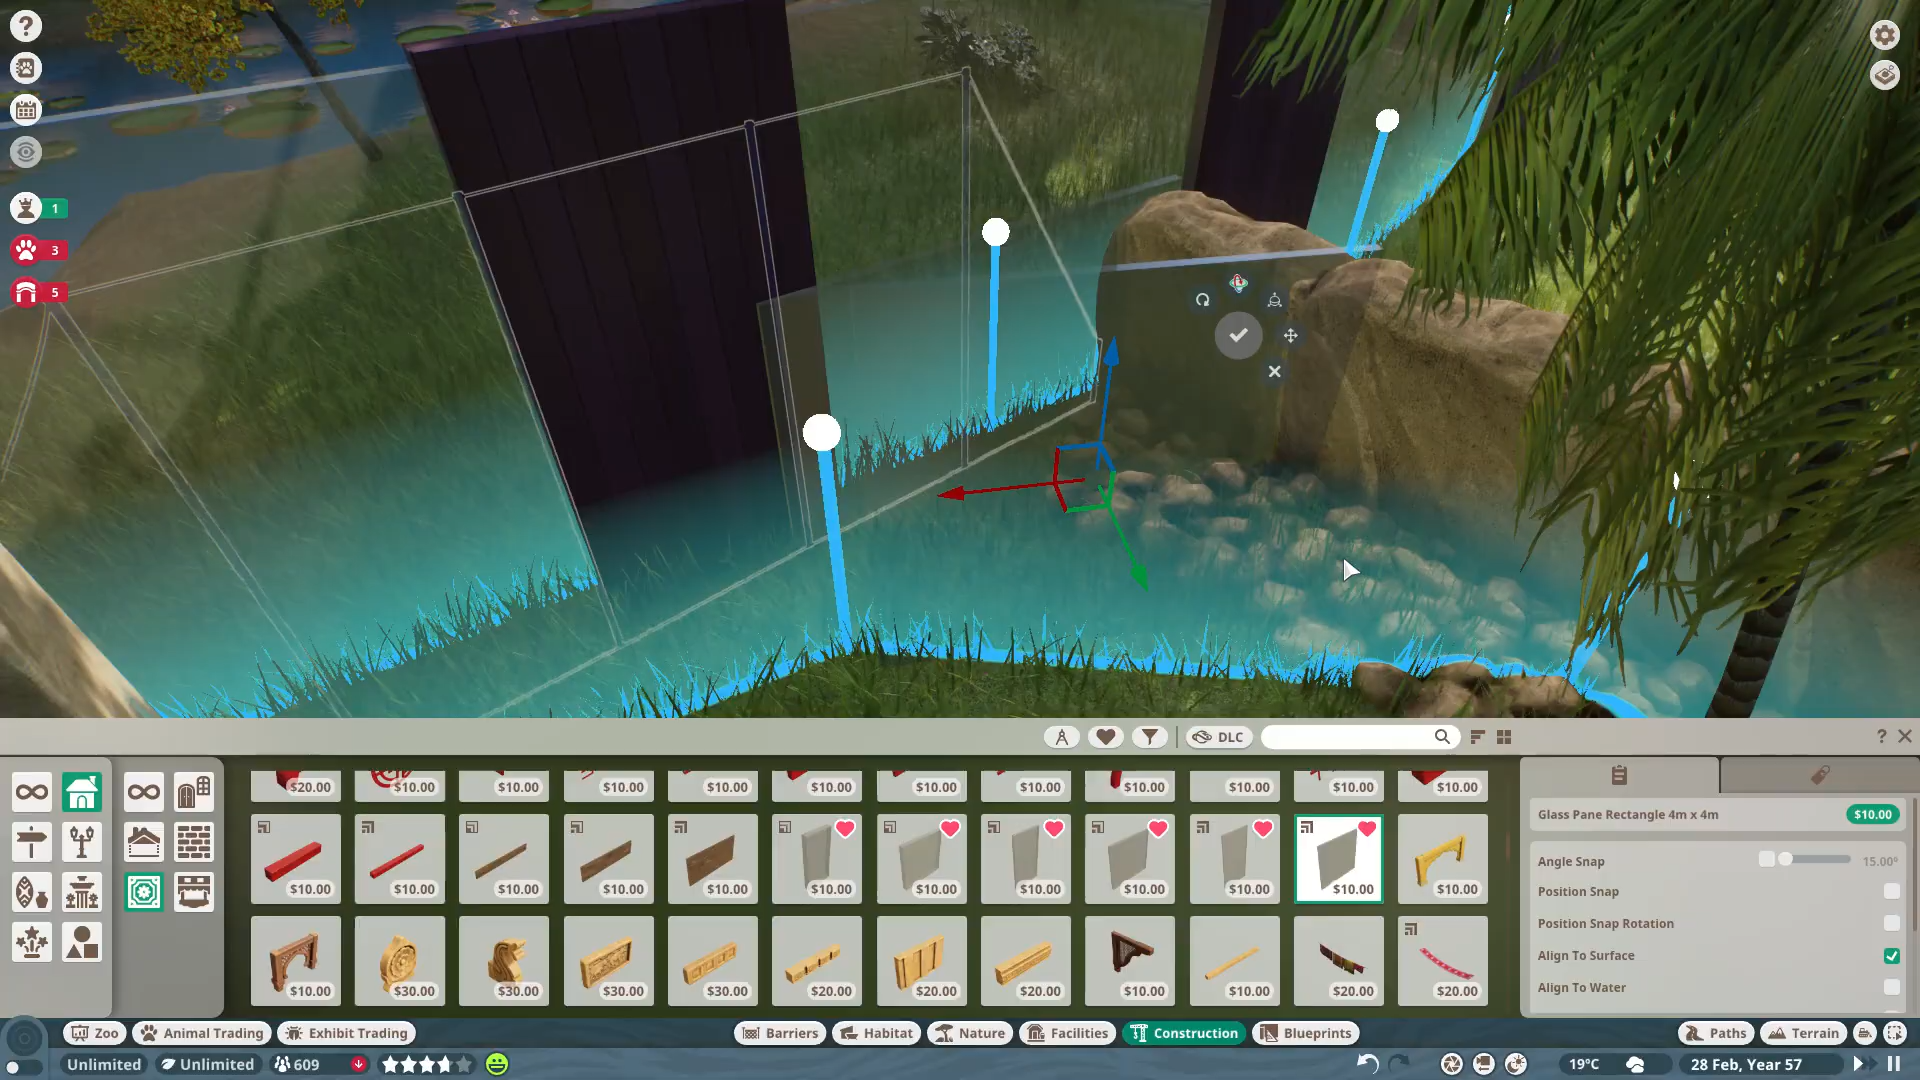 ?
1
3
5
DLC
?
$20.00 $10.00 $10.00 $10.00 $10.00 $10.00 $10.00 $10.00 $10.00 $10.00 $10.00 $10.00
$10.00 $10.00 $10.00 $10.00 $10.00 $10.00 $10.00 $10.00 $10.00 $10.00 $10.00 $10.00
$10.00 $30.00 $30.00 $30.00 $30.00 $20.00 $20.00 $20.00 $10.00 $10.00 $20.00 $20.00
Glass Pane Rectangle 4m x 4m $10.00
Angle Snap 15.00°
Position Snap
Position Snap Rotation
Align To Surface
Align To Water
Zoo Animal Trading Exhibit Trading Barriers Habitat Nature Facilities Construction Blueprints Paths Terrain
Unlimited Unlimited 609 19°C 28 Feb, Year 57